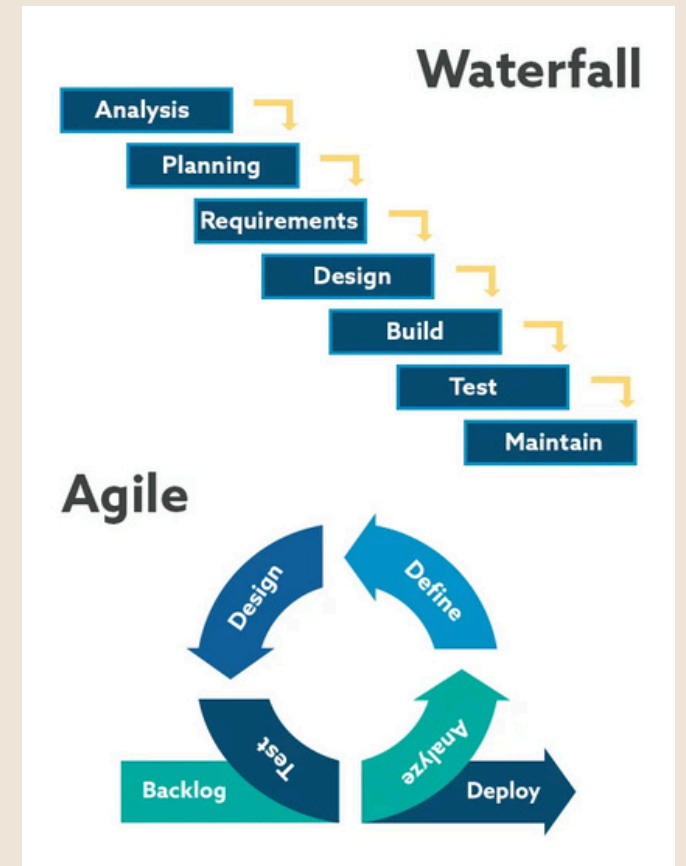 Waterfall
Analysis
Planning
Requirements
Design
Build
Test
Maintain
Agile
Design
Define
Test
Analyze
Backlog
Deploy